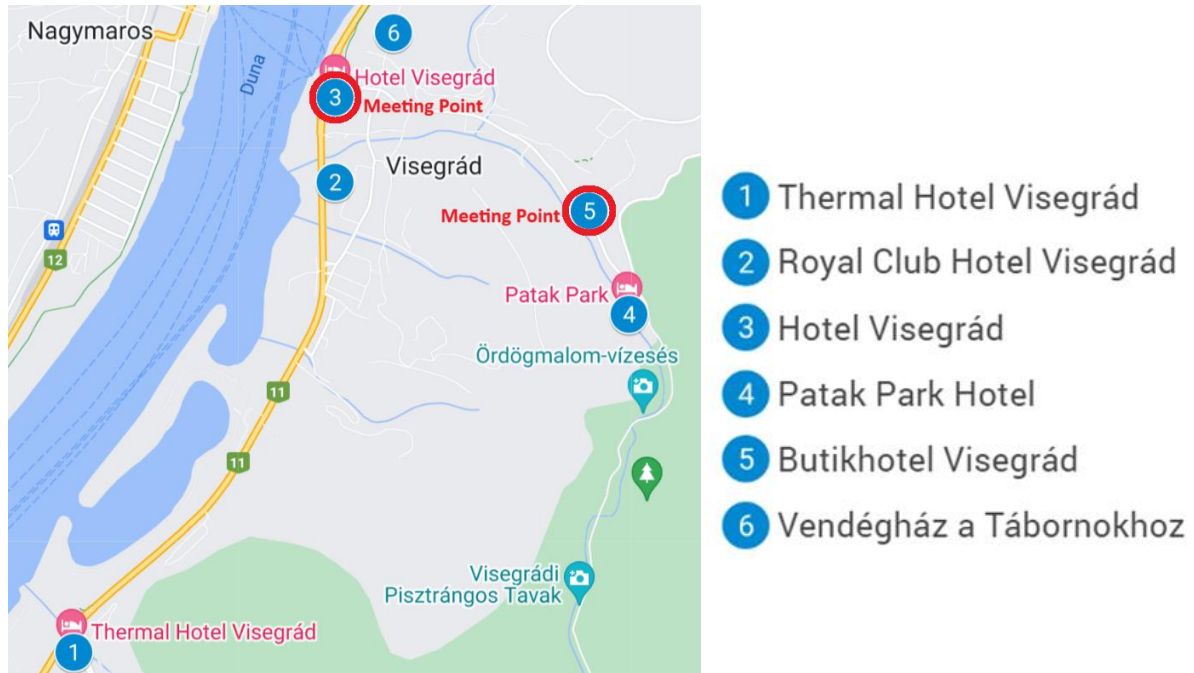 Nagymaros
6
Duna
Hotel Visegrád
3 Meeting Point
2
Visegrád
Meeting Point 5
12
Patak Park
4
Ördögmalom-vízesés
11
11
Visegrádi
Pisztrángos Tavak
Thermal Hotel Visegrád
1
1 Thermal Hotel Visegrád
2 Royal Club Hotel Visegrád
3 Hotel Visegrád
4 Patak Park Hotel
5 Butikhotel Visegrád
6 Vendégház a Tábornokhoz